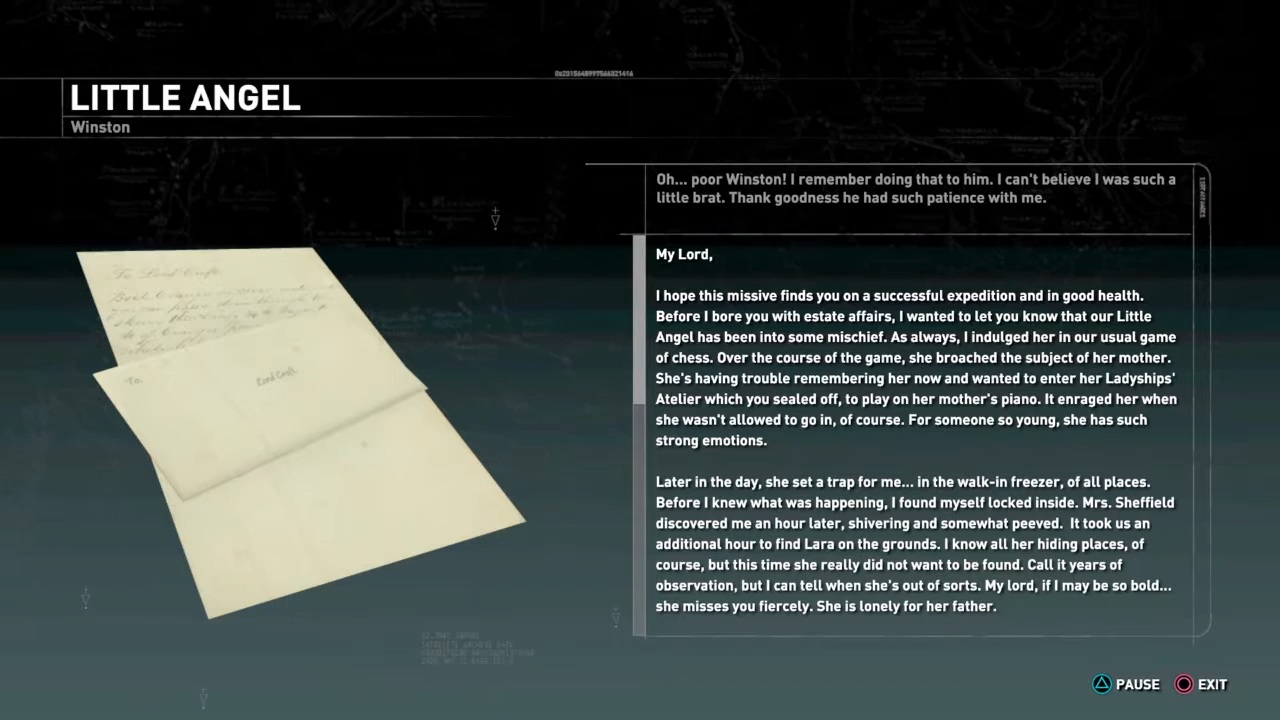 0x2315648997566321416
LITTLE ANGEL
Winston
Oh... poor Winston! I remember doing that to him. I can't believe I was such a
little brat. Thank goodness he had such patience with me.
My Lord,
I hope this missive finds you on a successful expedition and in good health.
Before I bore you with estate affairs, I wanted to let you know that our Little
Angel has been into some mischief. As always, I indulged her in our usual game
of chess. Over the course of the game, she broached the subject of her mother.
She's having trouble remembering her now and wanted to enter her Ladyships'
Atelier which you sealed off, to play on her mother's piano. It enraged her when
she wasn't allowed to go in, of course. For someone so young, she has such
strong emotions.
Later in the day, she set a trap for me... in the walk-in freezer, of all places.
Before I knew what was happening, I found myself locked inside. Mrs. Sheffield
discovered me an hour later, shivering and somewhat peeved. It took us an
additional hour to find Lara on the grounds. I know all her hiding places, of
course, but this time she really did not want to be found. Call it years of
observation, but I can tell when she's out of sorts. My lord, if I may be so bold...
she misses you fiercely. She is lonely for her father.
To Lord Croft
To:
Lord Croft
PAUSE
EXIT